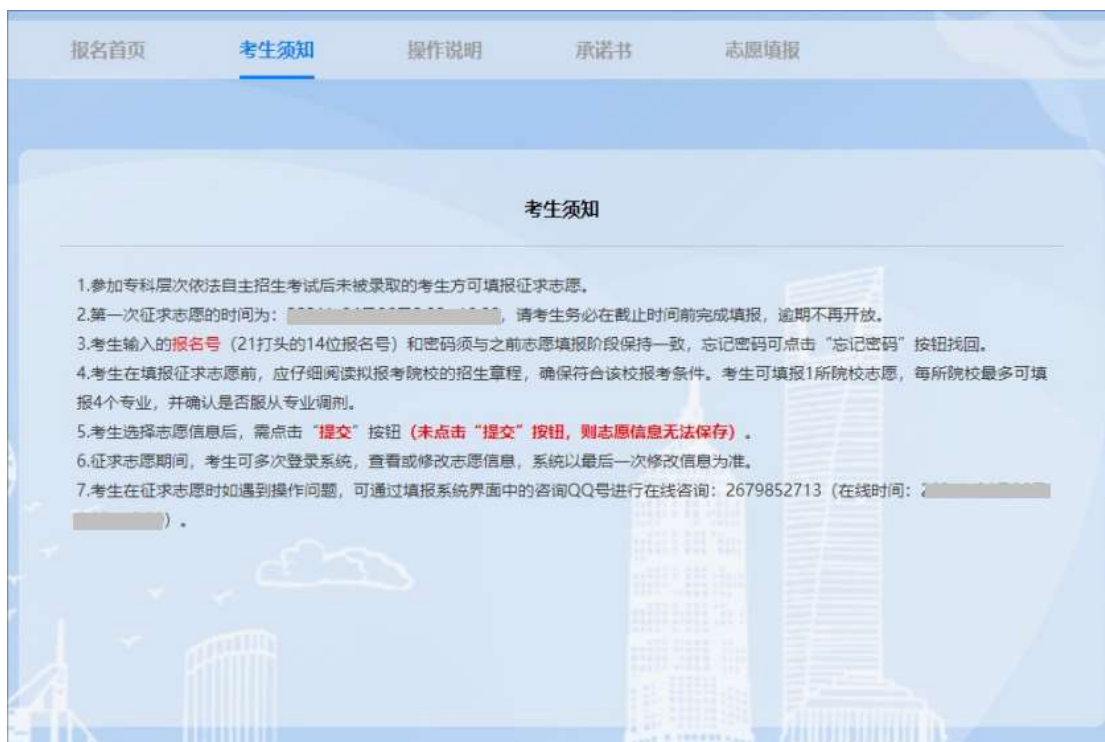 报名首页 考生须知 操作说明 承诺书 志愿填报
考生须知
1.参加专科层次依法自主招生考试后未被录取的考生方可填报征求志愿。
2.第一次征求志愿的时间为： ，请考生务必在截止时间前完成填报，逾期不再开放。
3.考生输入的报名号（21打头的14位报名号）和密码须与之前志愿填报阶段保持一致，忘记密码可点击“忘记密码”按钮找回。
4.考生在填报征求志愿前，应仔细阅读拟报考院校的招生章程，确保符合该校报考条件。考生可填报1所院校志愿，每所院校最多可填
报4个专业，并确认是否服从专业调剂。
5.考生选择志愿信息后，需点击“提交”按钮（未点击“提交”按钮，则志愿信息无法保存）。
6.征求志愿期间，考生可多次登录系统，查看或修改志愿信息，系统以最后一次修改信息为准。
7.考生在征求志愿时如遇到操作问题，可通过填报系统界面中的咨询QQ号进行在线咨询：2679852713（在线时间：
）。